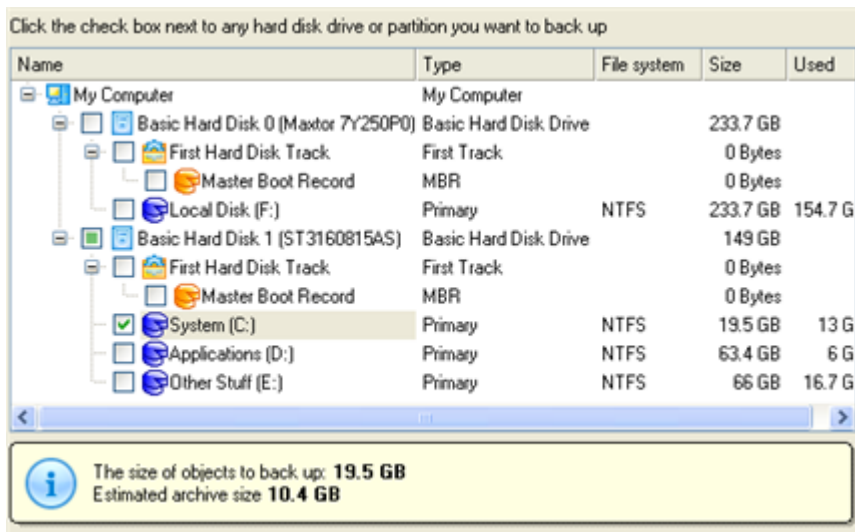 Click the check box next to any hard disk drive or partition you want to back up
Name Type File system Size Used
My Computer My Computer
Basic Hard Disk 0 (Maxtor 7Y250P0) Basic Hard Disk Drive 233.7 GB
First Hard Disk Track First Track 0 Bytes
Master Boot Record MBR 0 Bytes
Local Disk (F:) Primary NTFS 233.7 GB 154.7 G
Basic Hard Disk 1 (ST3160815AS) Basic Hard Disk Drive 149 GB
First Hard Disk Track First Track 0 Bytes
Master Boot Record MBR 0 Bytes
System (C:) Primary NTFS 19.5 GB 13 G
Applications (D:) Primary NTFS 63.4 GB 6 G
Other Stuff (E:) Primary NTFS 66 GB 16.7 G
The size of objects to back up: 19.5 GB
Estimated archive size 10.4 GB